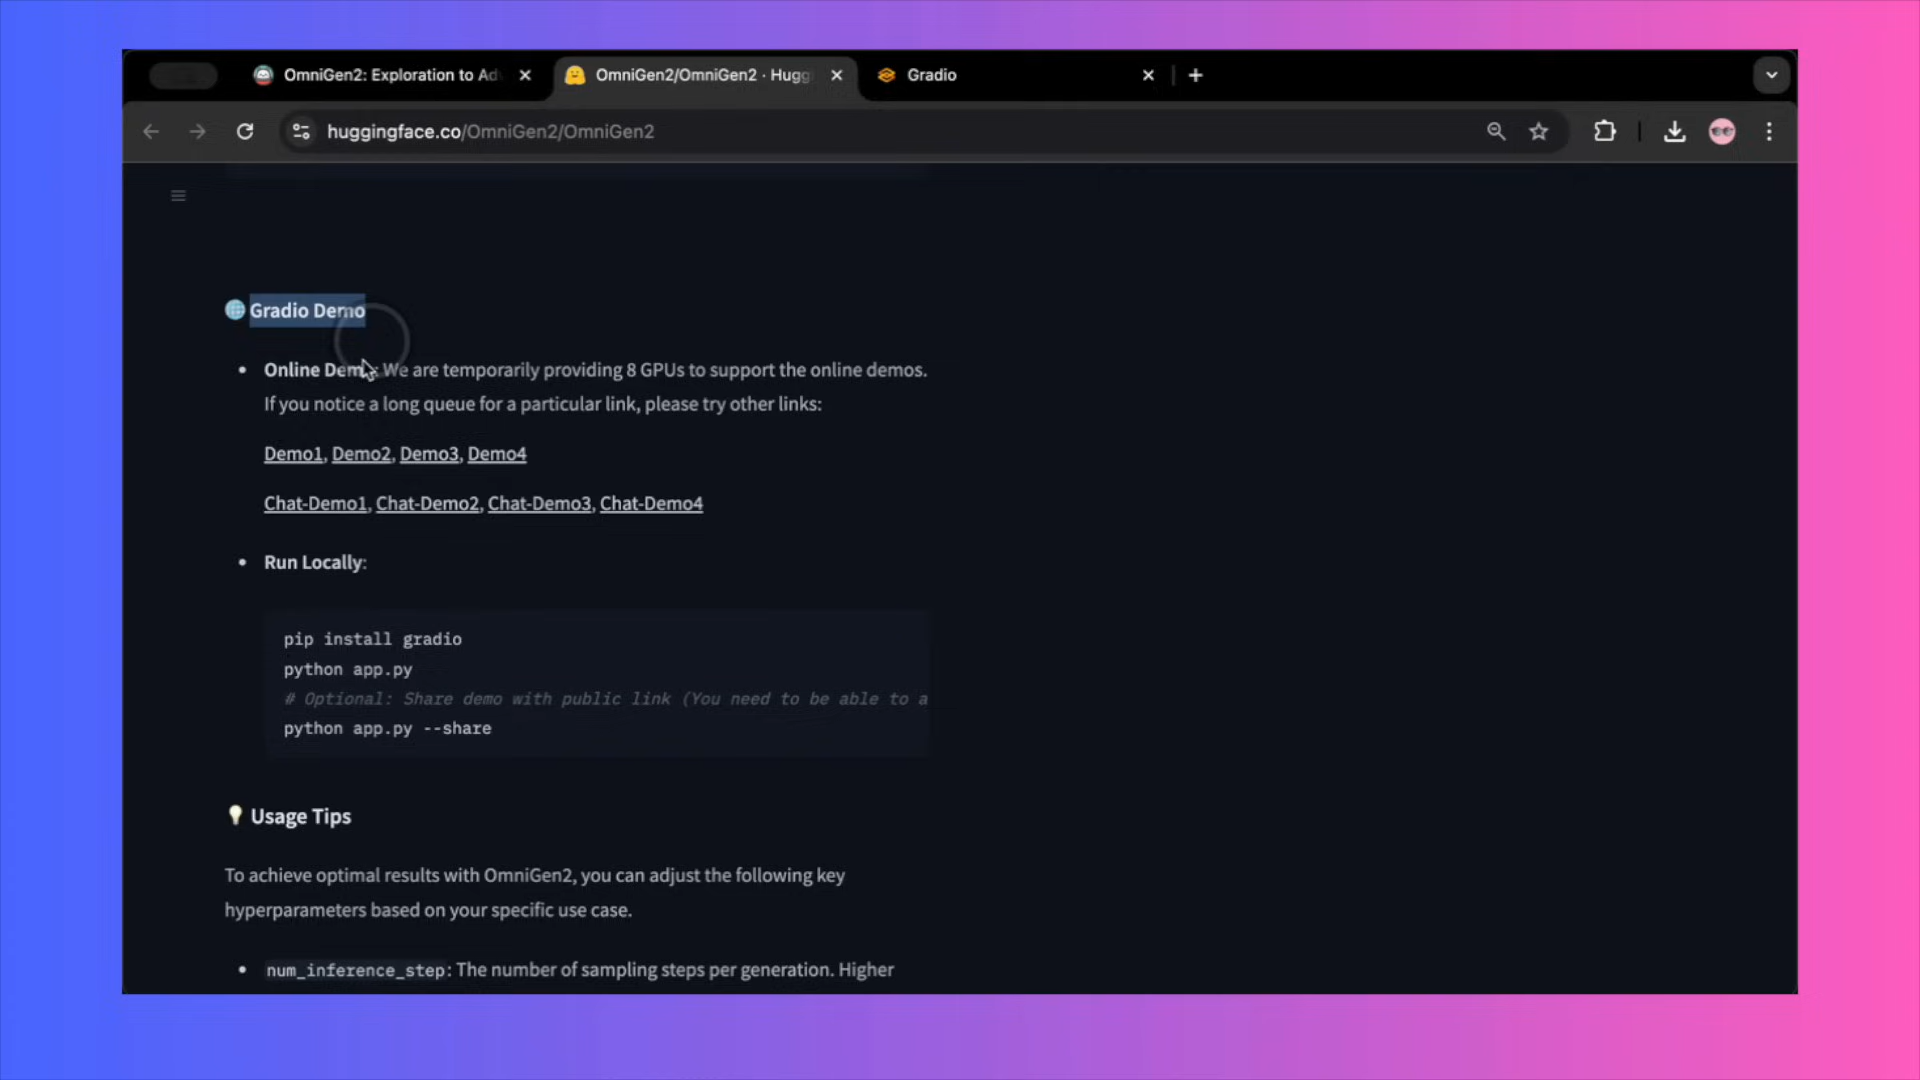 OmniGen2: Exploration to Ad
OmniGen2/OmniGen2 · Hugg
Gradio
huggingface.co/OmniGen2/OmniGen2
Gradio Demo
Online Demo: We are temporarily providing 8 GPUs to support the online demos.
If you notice a long queue for a particular link, please try other links:
Demo1, Demo2, Demo3, Demo4
Chat-Demo1, Chat-Demo2, Chat-Demo3, Chat-Demo4
Run Locally:
pip install gradio
python app.py
# Optional: Share demo with public link (You need to be able to a
python app.py --share
Usage Tips
To achieve optimal results with OmniGen2, you can adjust the following key
hyperparameters based on your specific use case.
num_inference_step: The number of sampling steps per generation. Higher